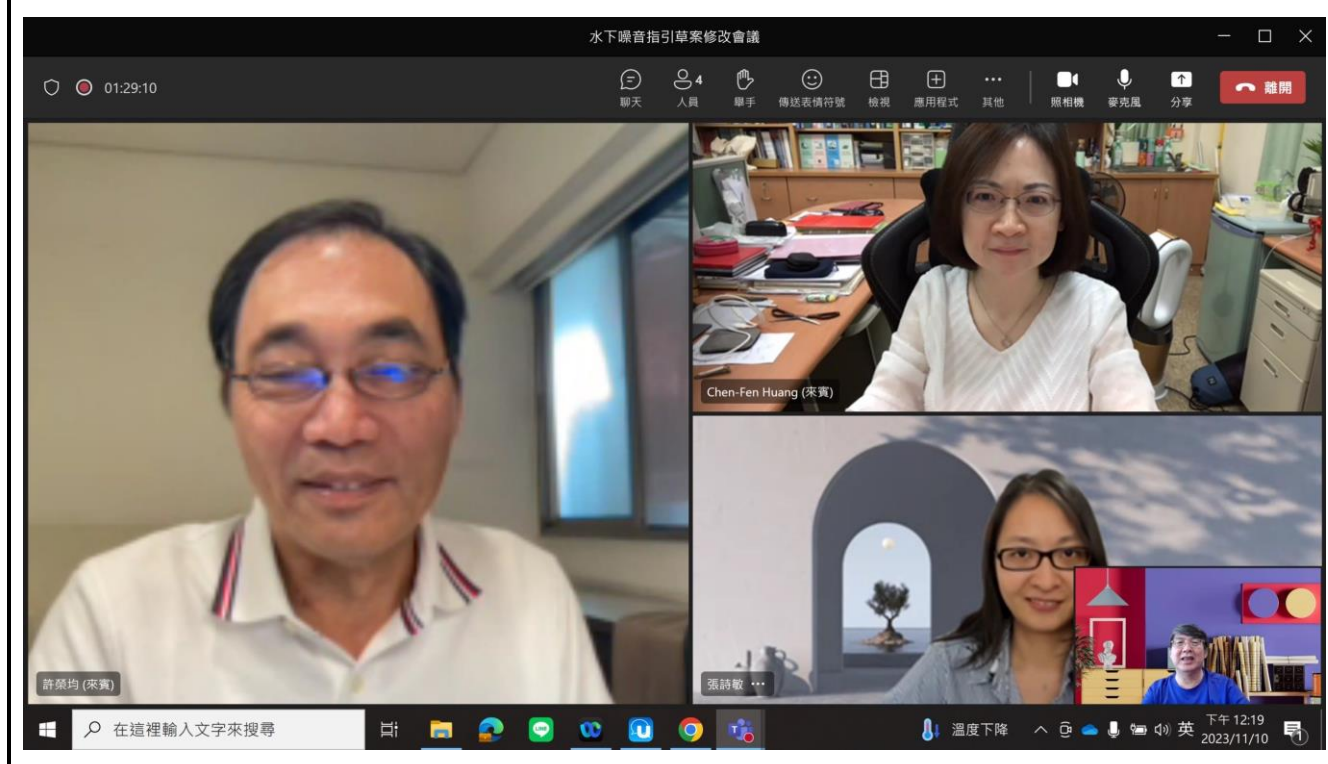 水下噪音指引草案修改會議
01:29:10
聊天
4
人員
舉手
傳送表情符號
檢視
應用程式
其他
照相機
麥克風
分享
離開
Chen-Fen Huang (來賓)
許榮均 (來賓)
張詩敏
在這裡輸入文字來搜尋
溫度下降
英
下午 12:19
2023/11/10
1